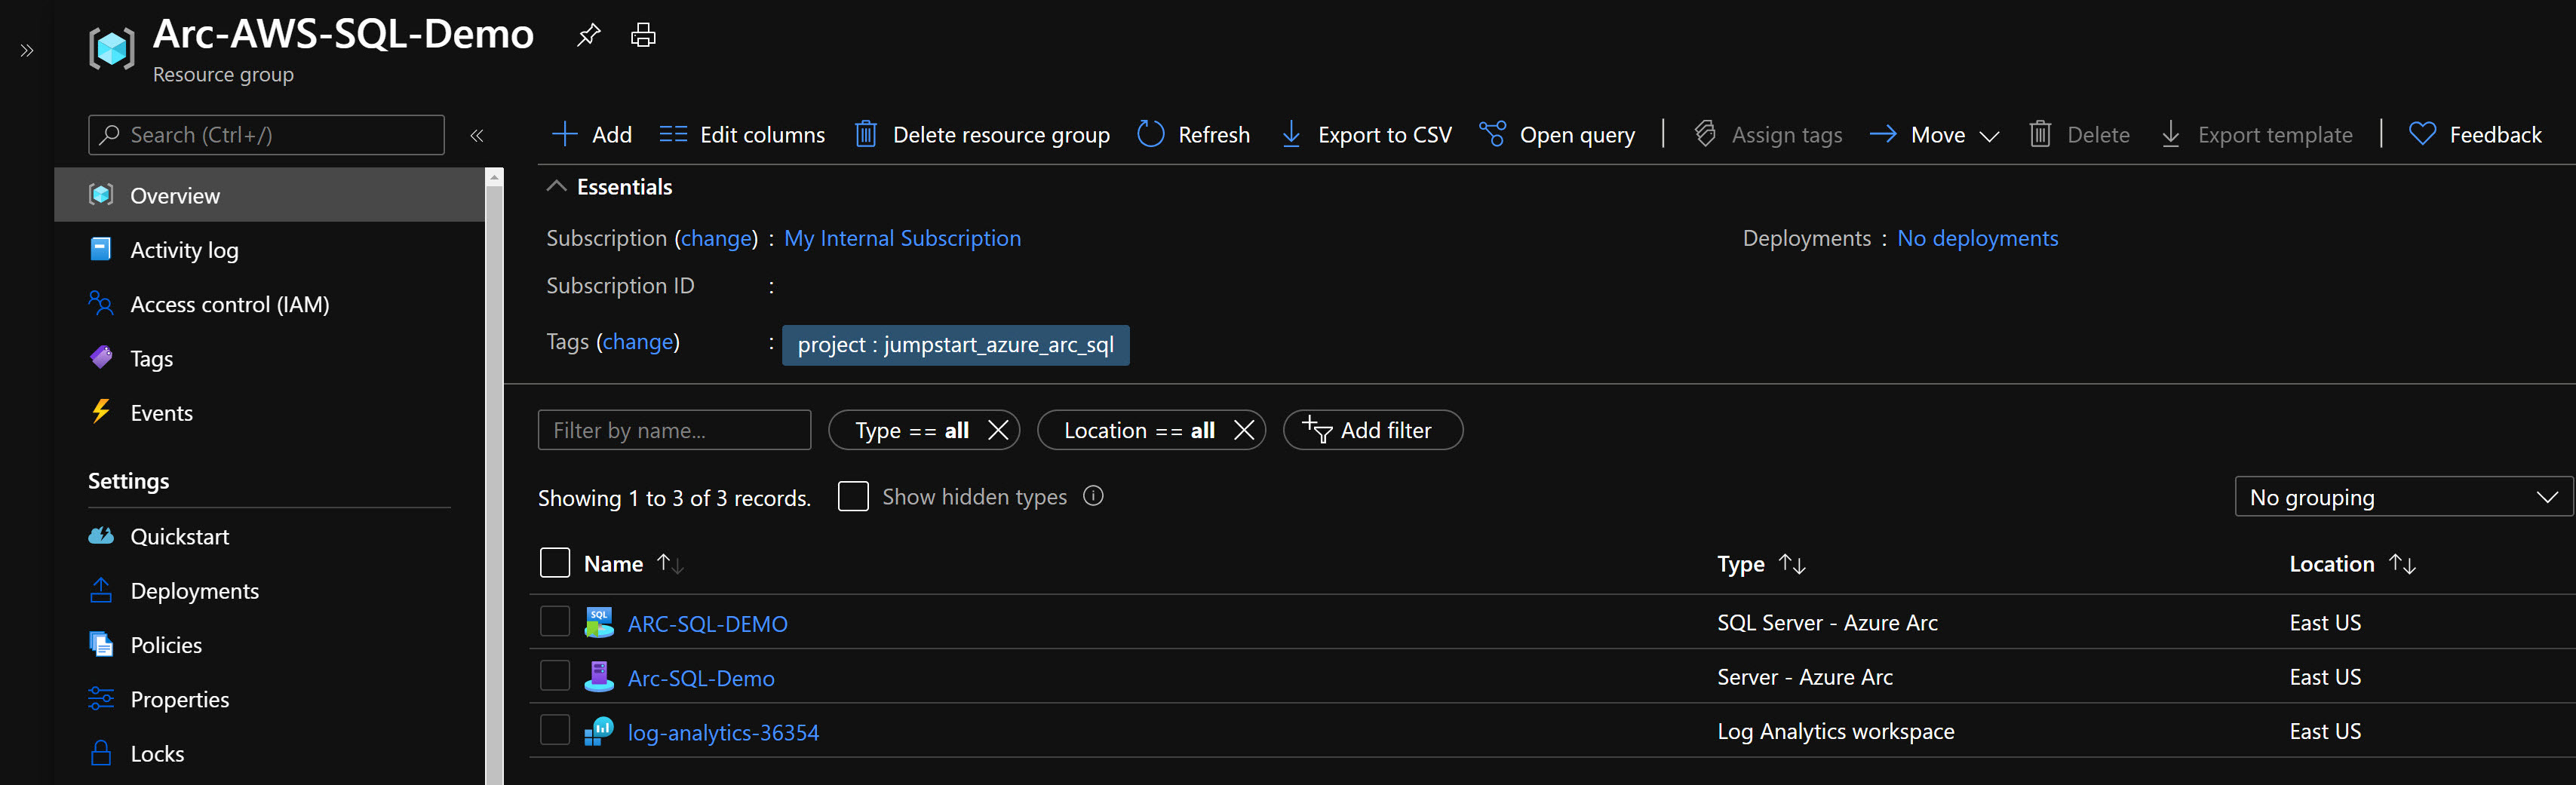 Arc-AWS-SQL-Demo
Resource group
Search (Ctrl+/)
Overview
Activity log
Access control (IAM)
Tags
Events
Settings
Quickstart
Deployments
Policies
Properties
Locks
Add
Edit columns
Delete resource group
Refresh
Export to CSV
Open query
Assign tags
Move
Delete
Export template
Feedback
Essentials
Subscription (change) : My Internal Subscription
Deployments : No deployments
Subscription ID :
Tags (change) : project : jumpstart_azure_arc_sql
Filter by name...
Type == all
Location == all
Add filter
Showing 1 to 3 of 3 records.
Show hidden types
No grouping
Name Type Location
SQL
ARC-SQL-DEMO SQL Server - Azure Arc East US
Arc-SQL-Demo Server - Azure Arc East US
log-analytics-36354 Log Analytics workspace East US